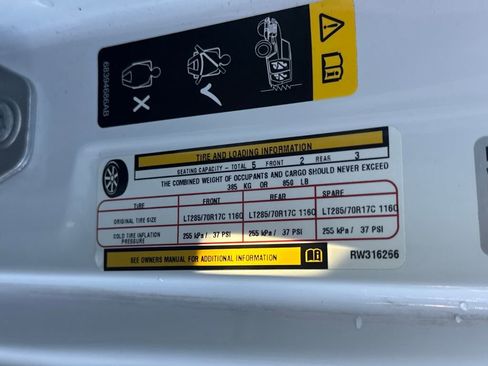 68394686AB
TIRE AND LOADING INFORMATION
SEATING CAPACITY - TOTAL 5 FRONT 2 REAR 3
THE COMBINED WEIGHT OF OCCUPANTS AND CARGO SHOULD NEVER EXCEED
385 KG OR 850 LB
TIRE FRONT REAR SPARE
ORIGINAL TIRE SIZE LT285/70R17C 116Q LT285/70R17C 116Q LT285/70R17C 116Q
COLD TIRE INFLATION PRESSURE 255 kPa / 37 PSI 255 kPa / 37 PSI 255 kPa / 37 PSI
SEE OWNERS MANUAL FOR ADDITIONAL INFORMATION
RW316266